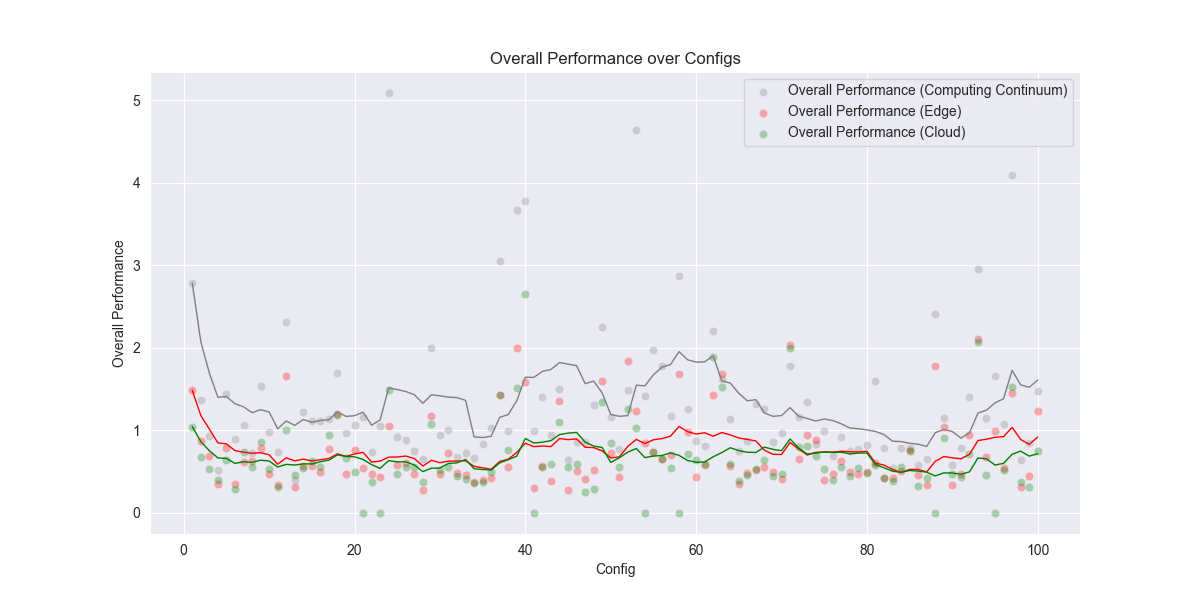 Overall Performance over Configs
Overall Performance (Computing Continuum)
Overall Performance (Edge)
Overall Performance (Cloud)
Overall Performance
5
4
3
2
1
0
0 20 40 60 80 100
Config